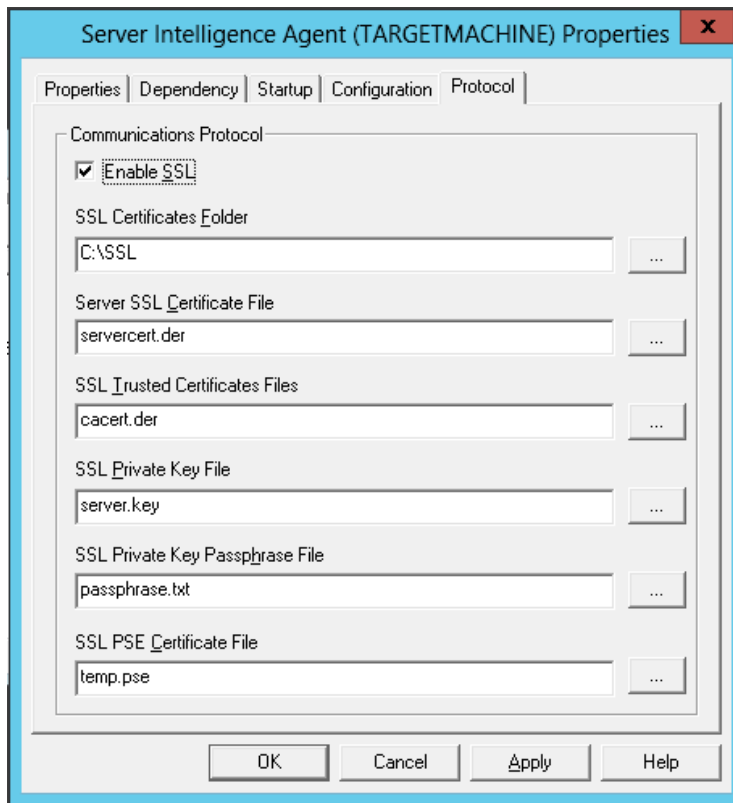 Server Intelligence Agent (TARGETMACHINE) Properties
x
Properties Dependency Startup Configuration Protocol
Communications Protocol
Enable SSL
SSL Certificates Folder
C:\SSL
...
Server SSL Certificate File
servercert.der
...
SSL Trusted Certificates Files
cacert.der
...
SSL Private Key File
server.key
...
SSL Private Key Passphrase File
passphrase.txt
...
SSL PSE Certificate File
temp.pse
...
OK Cancel Apply Help